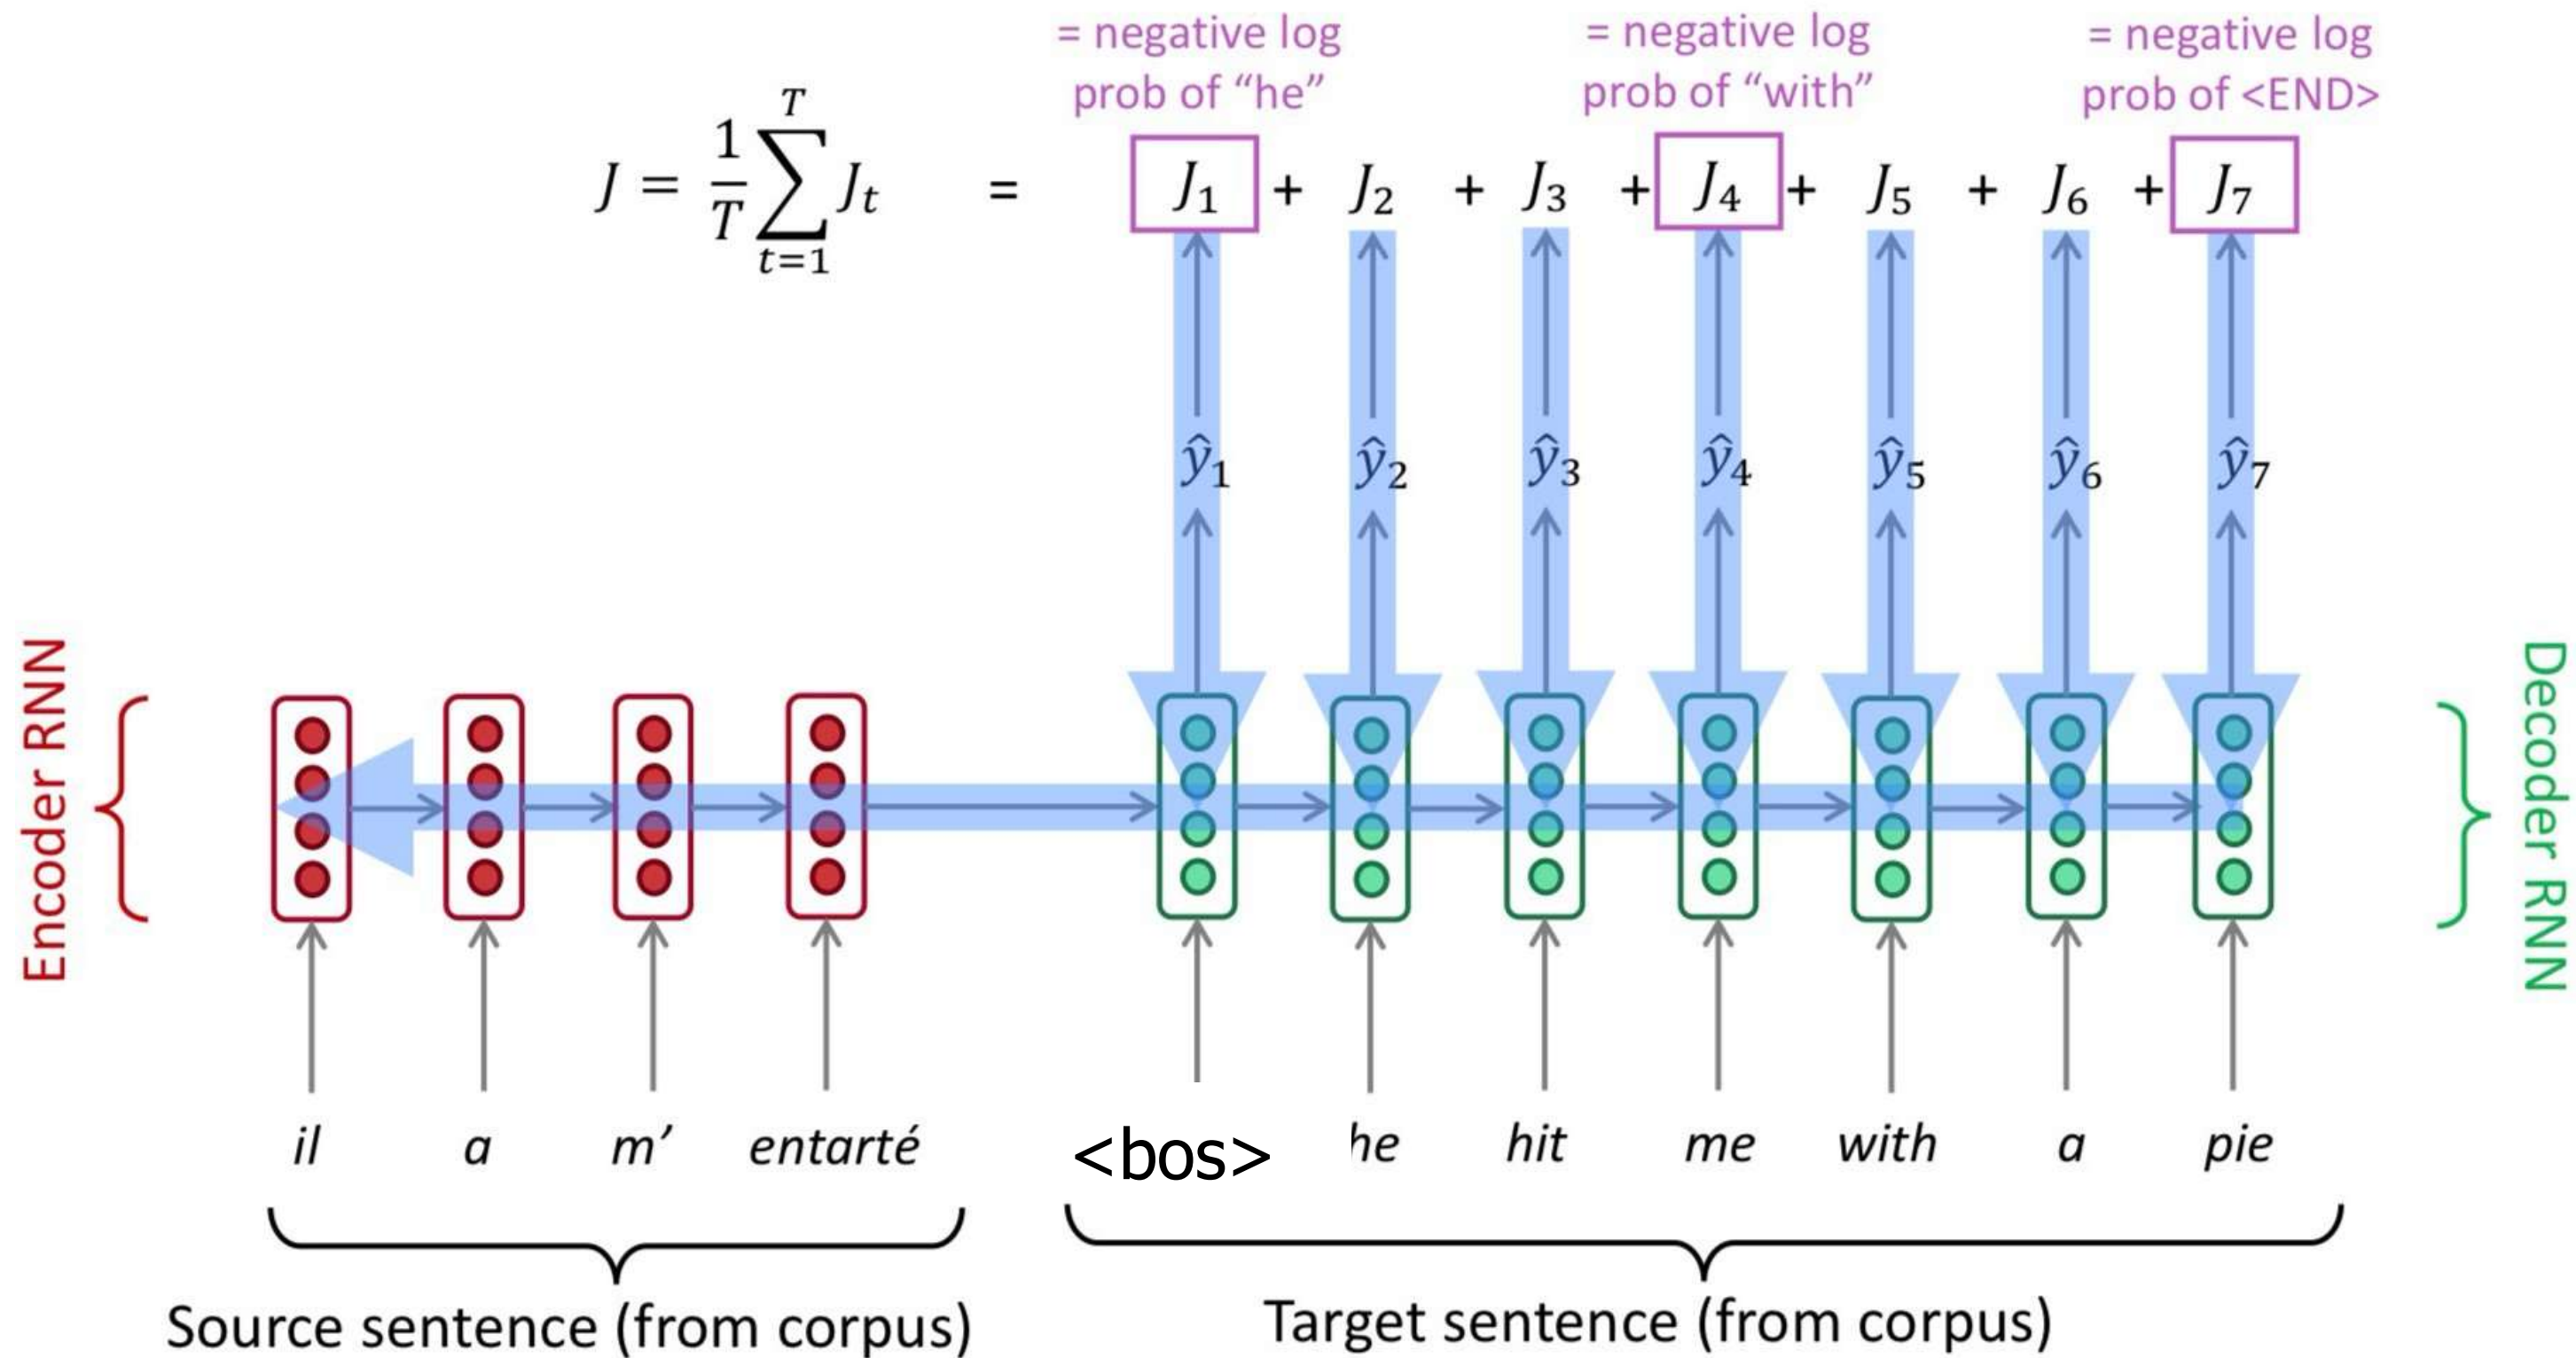 = negative log
prob of “he”
= negative log
prob of “with”
= negative log
prob of <END>
J = 1/T ∑ᵀₜ₌₁ Jₜ = J₁ + J₂ + J₃ + J₄ + J₅ + J₆ + J₇
ŷ₁ ŷ₂ ŷ₃ ŷ₄ ŷ₅ ŷ₆ ŷ₇
Encoder RNN
Decoder RNN
il a m’ entarté <bos> he hit me with a pie
Source sentence (from corpus)
Target sentence (from corpus)